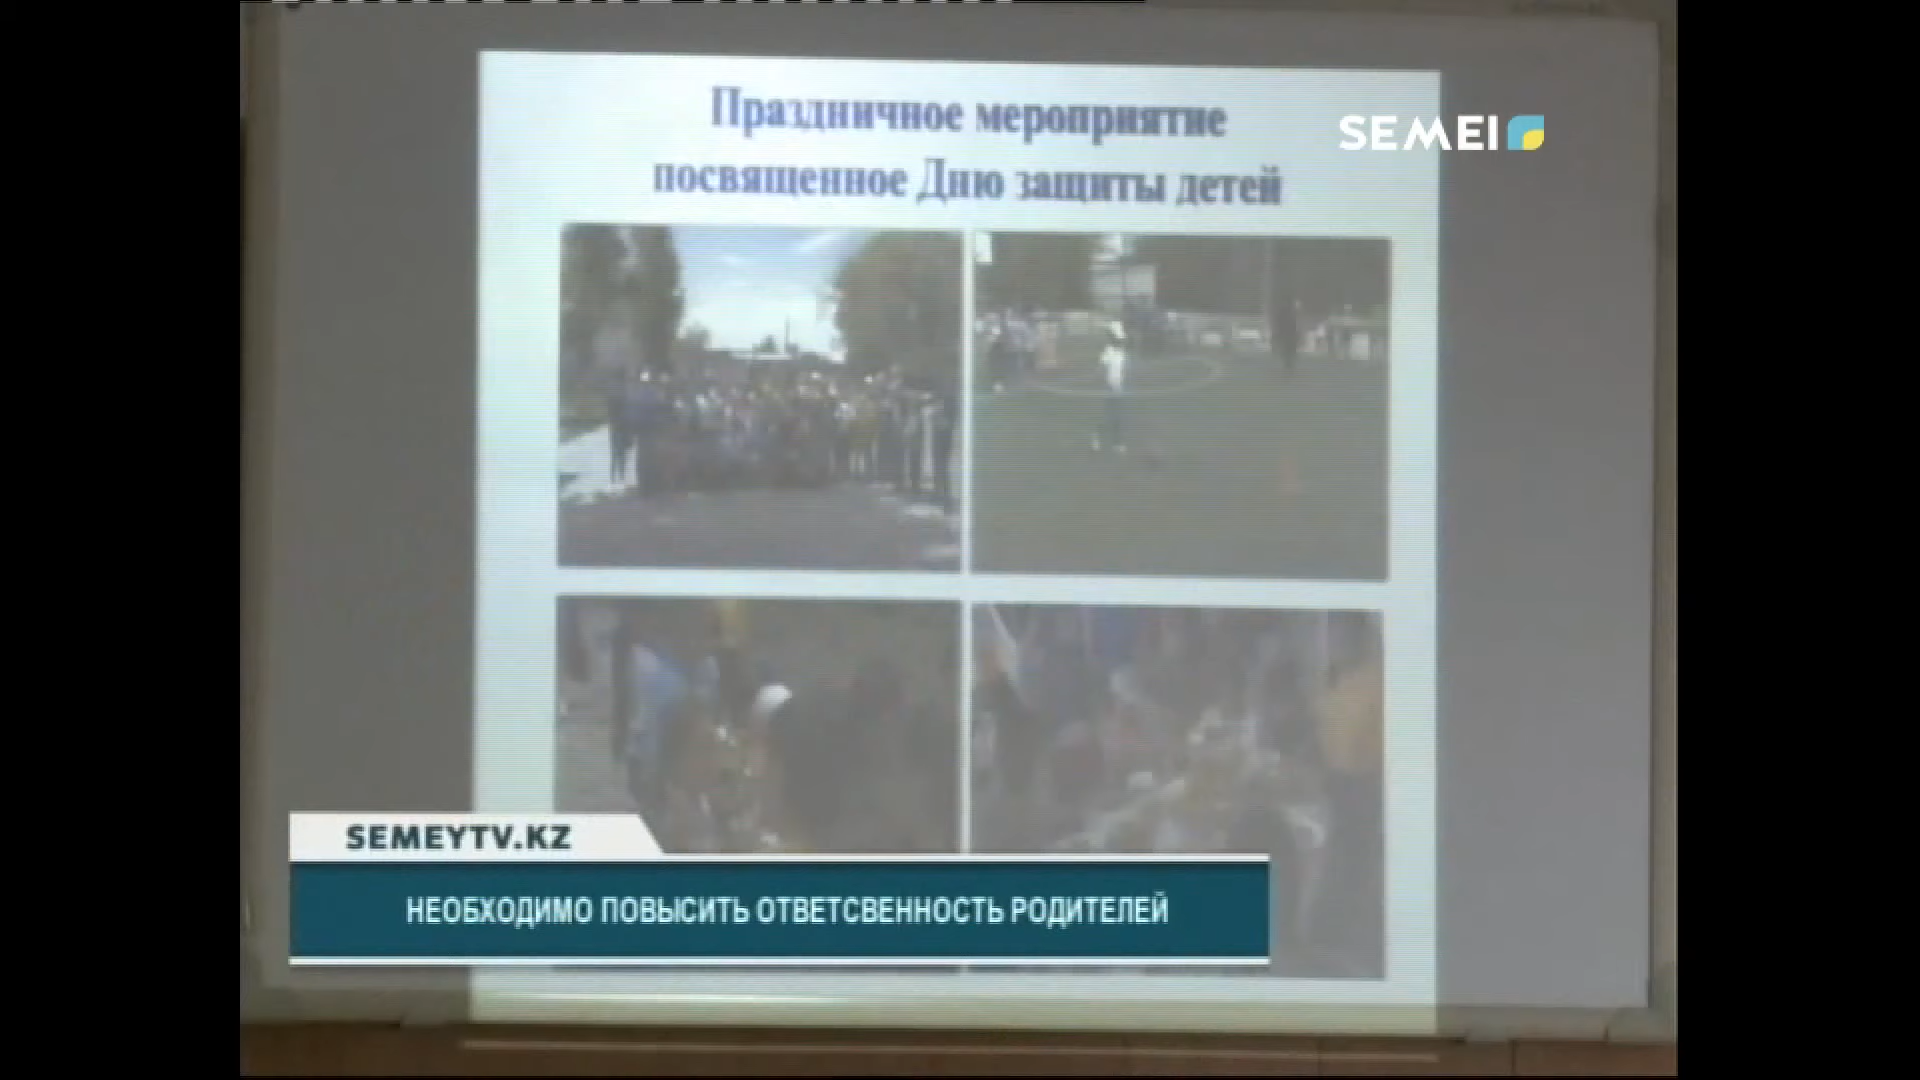 Праздничное мероприятие
посвященное Дню защиты детей
SEMEI
SEMEYTV.KZ
НЕОБХОДИМО ПОВЫСИТЬ ОТВЕТСВЕННОСТЬ РОДИТЕЛЕЙ